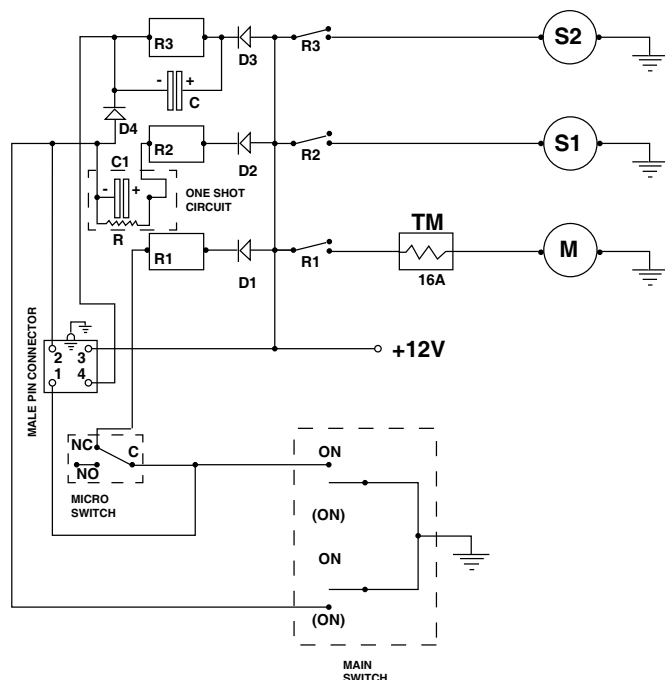 R3
D3
R3
S2
- +
C
D4
C1
R2
D2
R2
S1
- +
ONE SHOT
CIRCUIT
R
R1
D1
R1
TM
16A
M
MALE PIN CONNECTOR
2 3
1 4
+12V
NC
C
NO
MICRO
SWITCH
ON
(ON)
ON
(ON)
MAIN
SWITCH